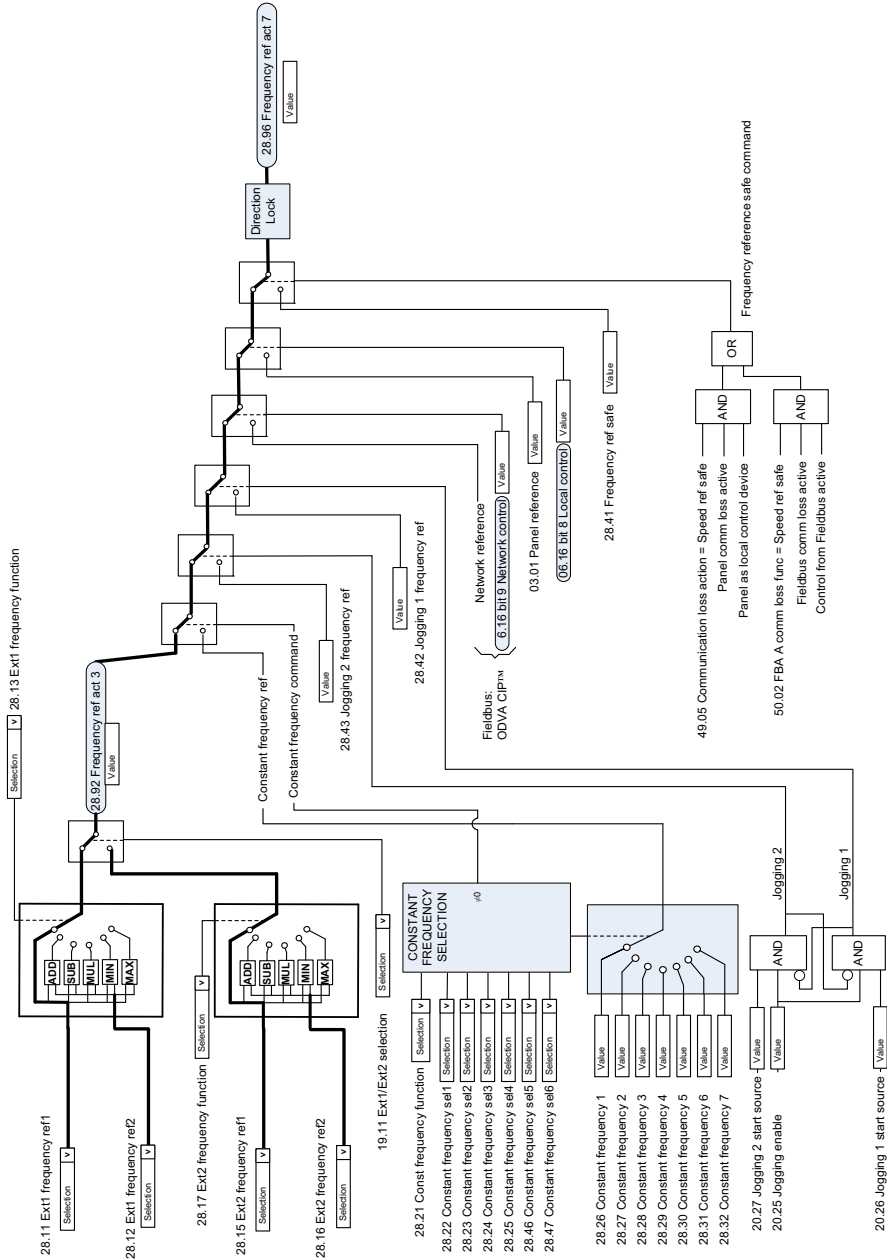 28.11 Ext1 frequency ref1
Selection v
28.12 Ext1 frequency ref2
Selection v
ADD
SUB
MUL
MIN
MAX
Selection v 28.13 Ext1 frequency function
28.17 Ext2 frequency function Selection v
28.15 Ext2 frequency ref1
Selection v
28.16 Ext2 frequency ref2
Selection v
ADD
SUB
MUL
MIN
MAX
19.11 Ext1/Ext2 selection Selection v
28.92 Frequency ref act 3
Value
28.21 Const frequency function Selection v
28.22 Constant frequency sel1 Selection v
28.23 Constant frequency sel2 Selection v
28.24 Constant frequency sel3 Selection v
28.25 Constant frequency sel4 Selection v
28.46 Constant frequency sel5 Selection v
28.47 Constant frequency sel6 Selection v
CONSTANT
FREQUENCY
SELECTION
≠0
Constant frequency ref
Constant frequency command
28.26 Constant frequency 1 Value
28.27 Constant frequency 2 Value
28.28 Constant frequency 3 Value
28.29 Constant frequency 4 Value
28.30 Constant frequency 5 Value
28.31 Constant frequency 6 Value
28.32 Constant frequency 7 Value
20.27 Jogging 2 start source Value
20.25 Jogging enable Value
20.26 Jogging 1 start source Value
AND
AND
Jogging 2
Jogging 1
Value
28.43 Jogging 2 frequency ref
Value
28.42 Jogging 1 frequency ref
Fieldbus:
ODVA CIP™
Network reference
6.16 bit 9 Network control Value
03.01 Panel reference Value
06.16 bit 8 Local control Value
28.41 Frequency ref safe Value
49.05 Communication loss action = Speed ref safe
Panel comm loss active
Panel as local control device
AND
50.02 FBA A comm loss func = Speed ref safe
Fieldbus comm loss active
Control from Fieldbus active
AND
OR
Frequency reference safe command
Direction
Lock
28.96 Frequency ref act 7
Value